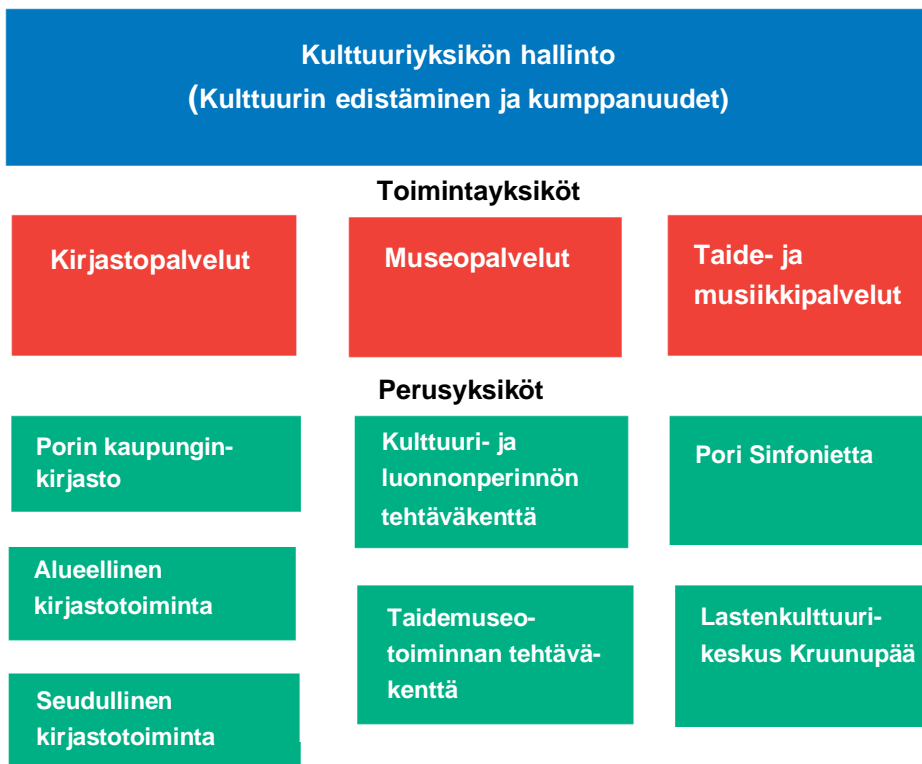 Kulttuuriyksikön hallinto
(Kulttuurin edistäminen ja kumppanuudet)
Toimintayksiköt
Kirjastopalvelut
Museopalvelut
Taide- ja
musiikkipalvelut
Perusyksiköt
Porin kaupungin-
kirjasto
Kulttuuri- ja
luonnonperinnön
tehtäväkenttä
Pori Sinfonietta
Alueellinen
kirjastotoiminta
Taidemuseo-
toiminnan tehtävä-
kenttä
Lastenkulttuuri-
keskus Kruunupää
Seudullinen
kirjastotoiminta